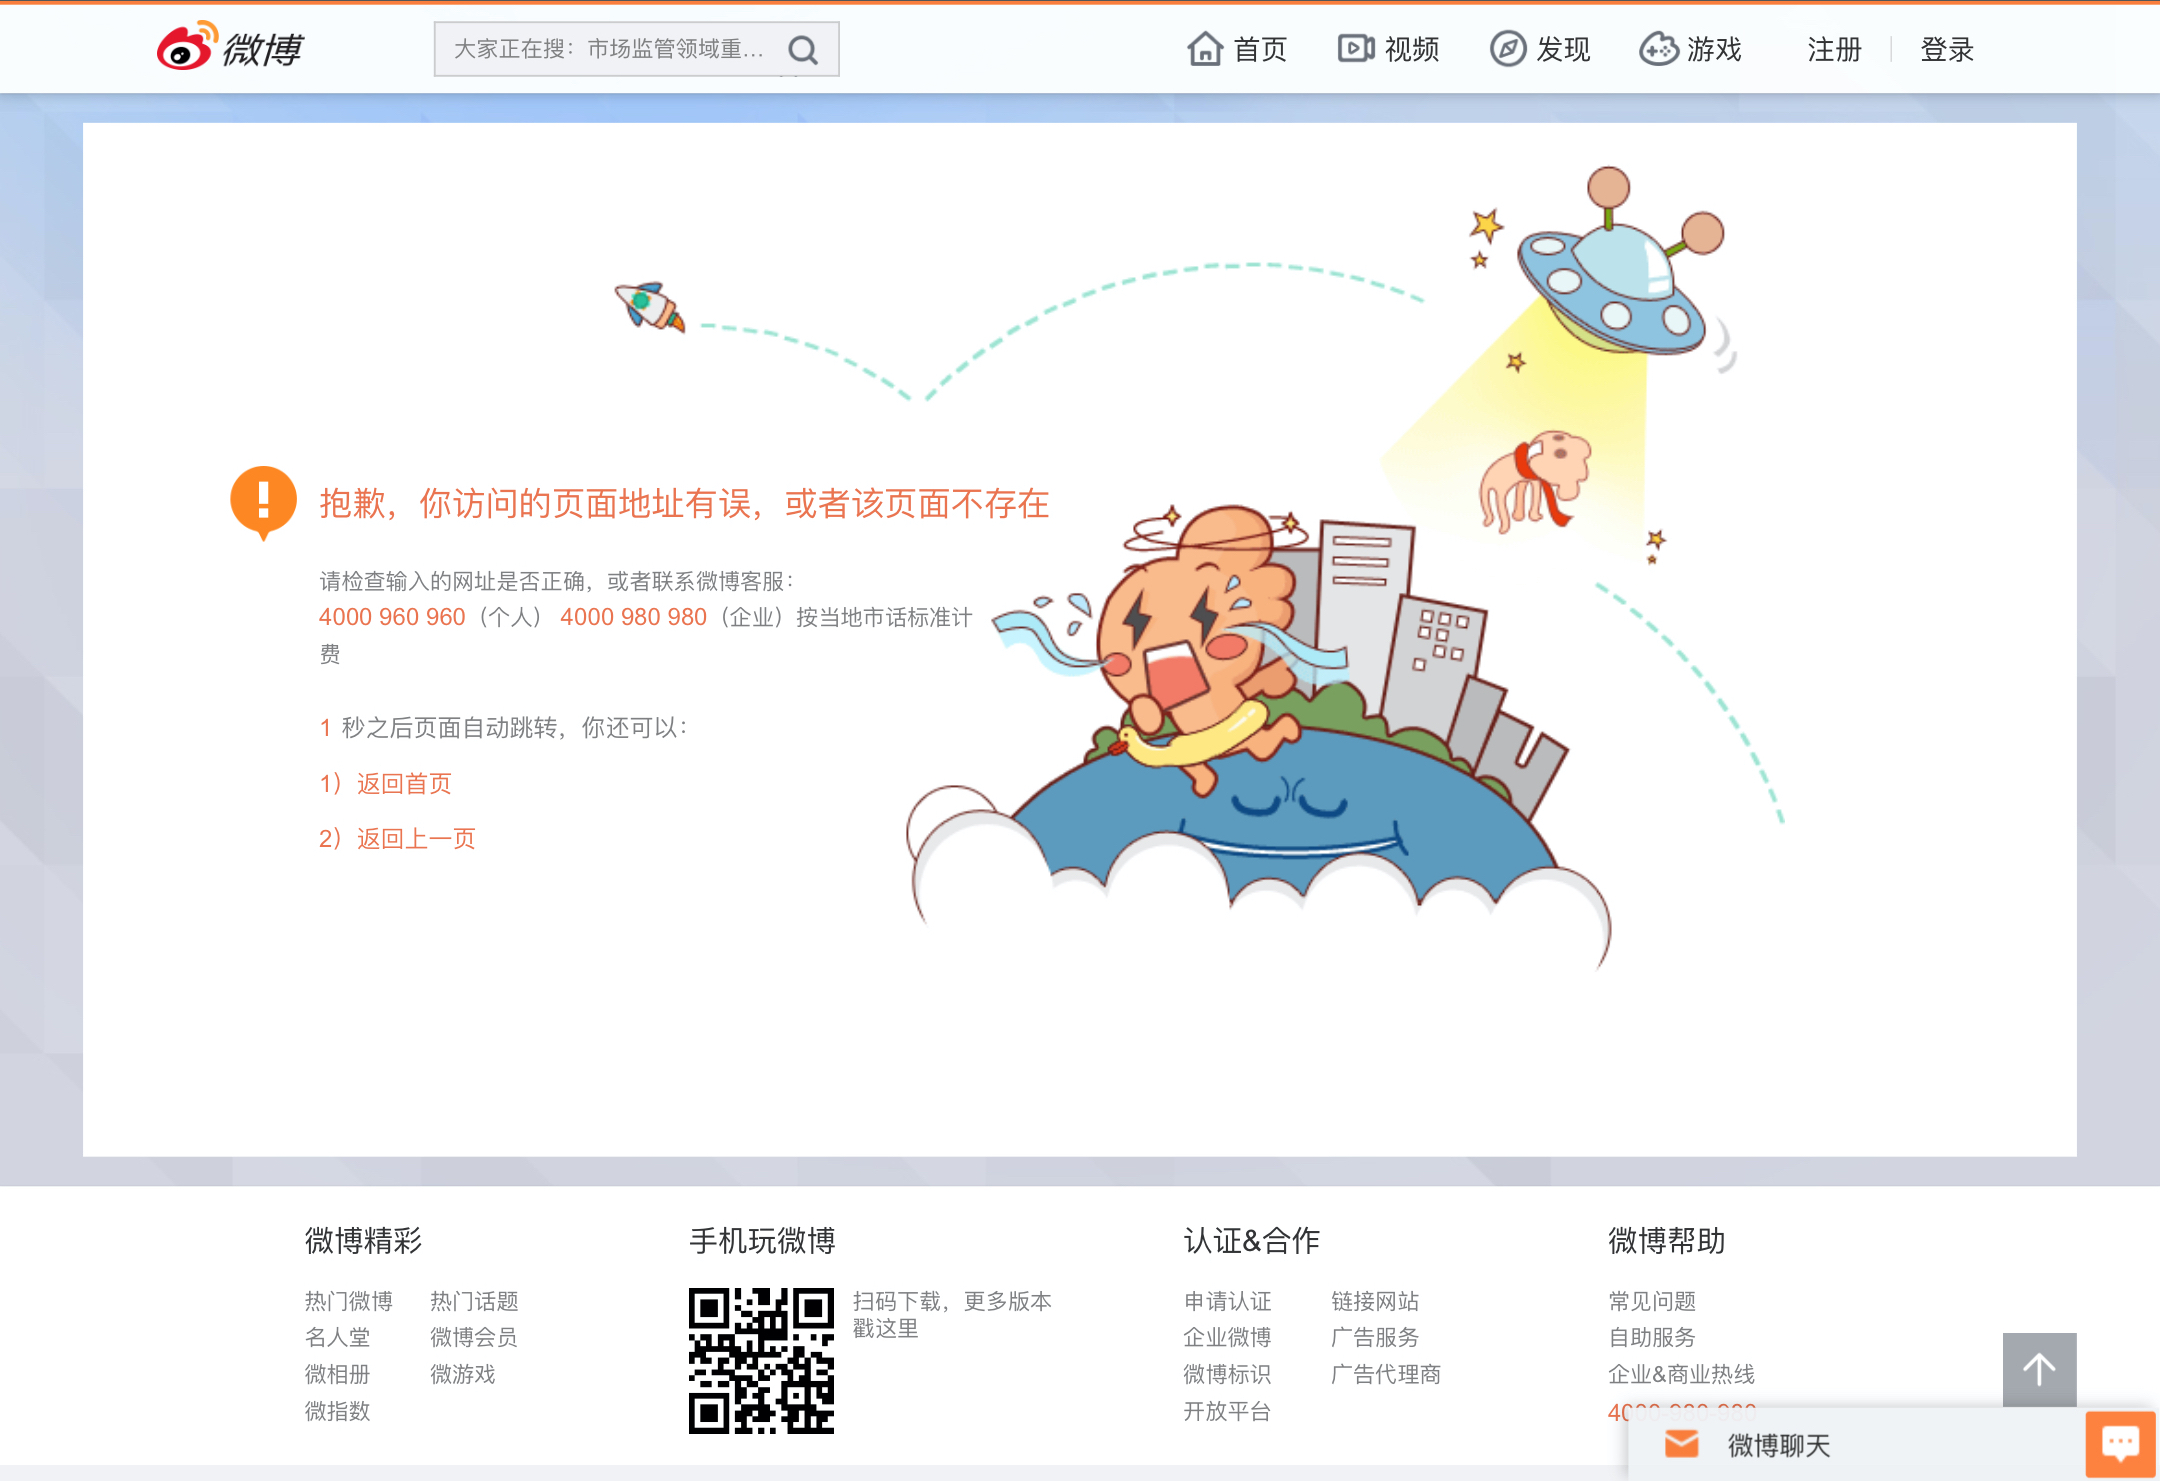 微博
大家正在搜：市场监管领域重...
首页
视频
发现
游戏
注册
登录
抱歉，你访问的页面地址有误，或者该页面不存在
请检查输入的网址是否正确，或者联系微博客服：
4000 960 960（个人） 4000 980 980（企业）按当地市话标准计
费
1 秒之后页面自动跳转，你还可以：
1）返回首页
2）返回上一页
微博精彩
热门微博 热门话题
名人堂 微博会员
微相册 微游戏
微指数
手机玩微博
扫码下载，更多版本
戳这里
认证&合作
申请认证 链接网站
企业微博 广告服务
微博标识 广告代理商
开放平台
微博帮助
常见问题
自助服务
企业&商业热线
4000-980-980
微博聊天